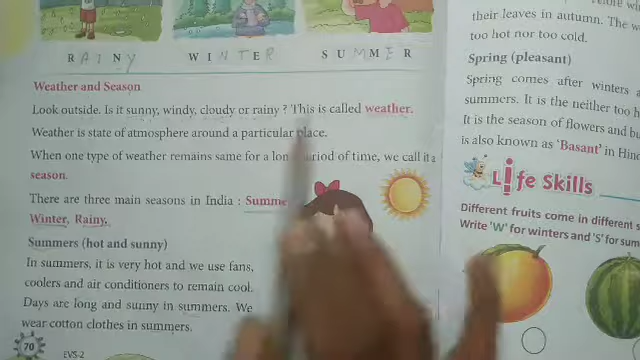 RAINY
WINTER
SUMMER
Weather and Season
Look outside. Is it sunny, windy, cloudy or rainy ? This is called weather.
Weather is state of atmosphere around a particular place.
When one type of weather remains same for a long period of time, we call it a
season.
There are three main seasons in India : Summer
Winter, Rainy,
Summers (hot and sunny)
In summers, it is very hot and we use fans,
coolers and air conditioners to remain cool.
Days are long and sunny in summers. We
wear cotton clothes in summers.
70
EVS-2
their leaves in autumn. The w
too hot nor too cold.
Spring (pleasant)
Spring comes after winters a
summers. It is the neither too h
It is the season of flowers and bu
is also known as 'Basant' in Hind
Life Skills
Different fruits come in different s
Write 'W' for winters and 'S' for sum